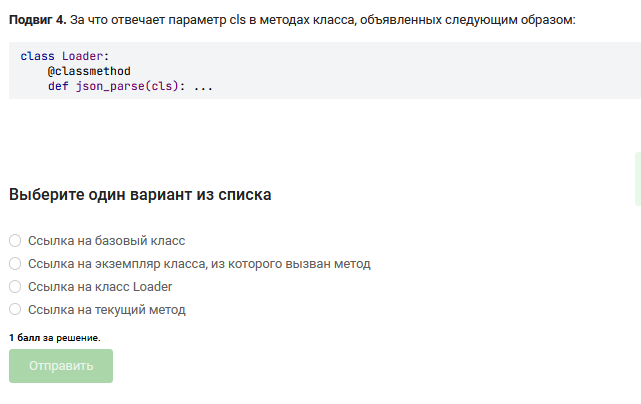 Подвиг 4. За что отвечает параметр cls в методах класса, объявленных следующим образом:
class Loader:
    @classmethod
    def json_parse(cls): ...
Выберите один вариант из списка
Ссылка на базовый класс
Ссылка на экземпляр класса, из которого вызван метод
Ссылка на класс Loader
Ссылка на текущий метод
1 балл за решение.
Отправить